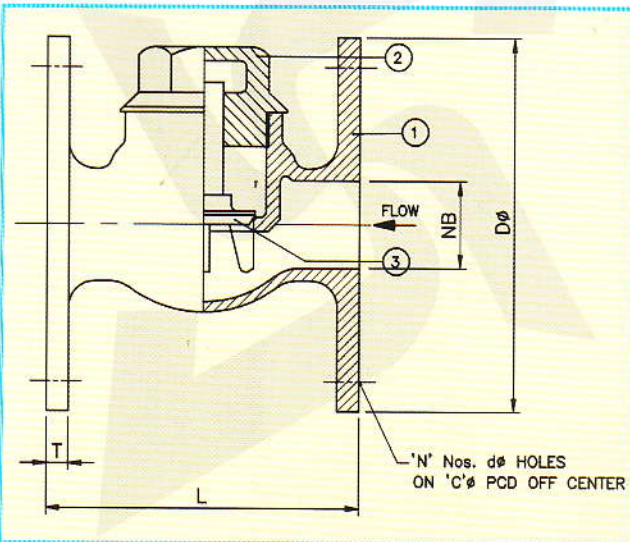 2
1
FLOW
NB
DØ
3
T
'N' Nos. dØ HOLES
ON 'C'Ø PCD OFF CENTER
L